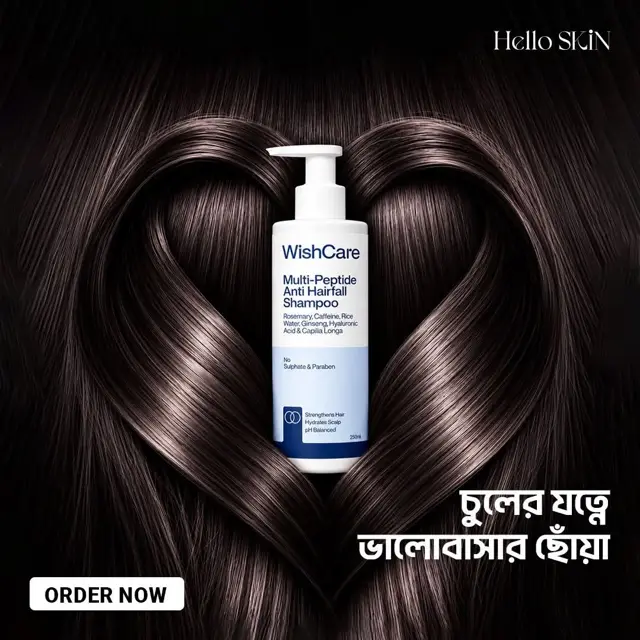 Hello SKiN
WishCare
Multi-Peptide
Anti Hairfall
Shampoo
Rosemary, Caffeine, Rice
Water, Ginseng, Hyaluronic
Acid & Capilia Longa
No
Sulphate & Paraben
Strengthens Hair
Hydrates Scalp
pH Balanced
250ml
চুলের যত্নে
ভালোবাসার ছোঁয়া
ORDER NOW